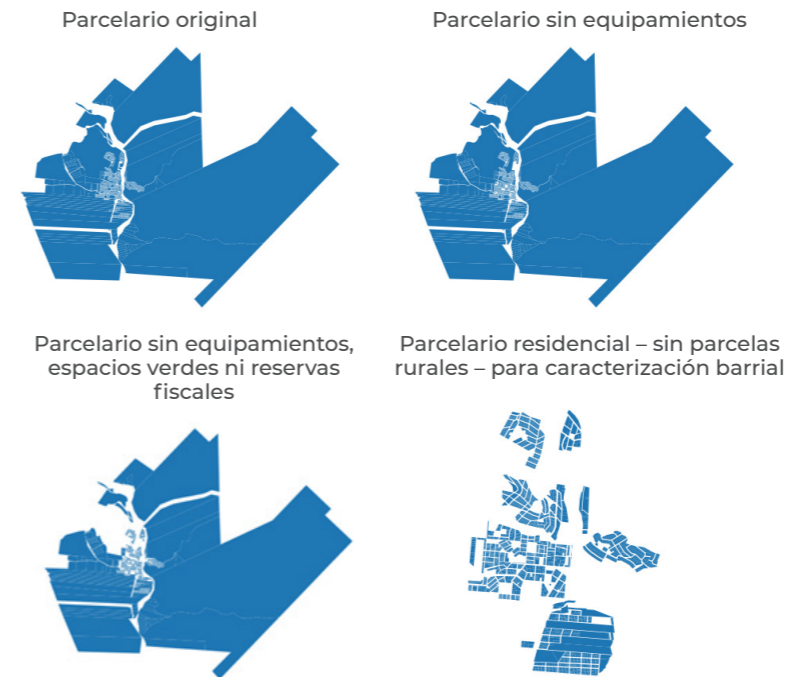 Parcelario original
Parcelario sin equipamientos
Parcelario sin equipamientos,
espacios verdes ni reservas
fiscales
Parcelario residencial – sin parcelas
rurales – para caracterización barrial